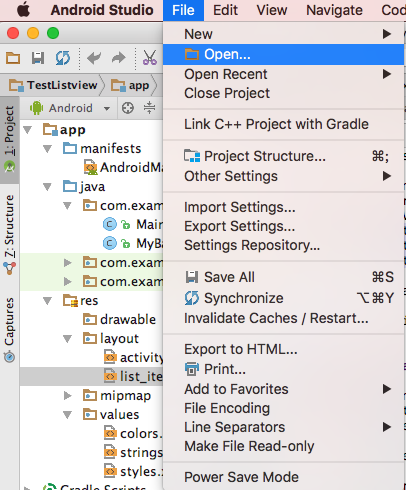 Android Studio File Edit View Navigate
TestListview app
Android
1: Project
Z: Structure
Captures
app
manifests
java
com.exam
com.exam
com.exam
res
drawable
layout
activity
list_ite
mipmap
values
colors.
strings
styles.
Gradle Scripts
New
Open...
Open Recent
Close Project
Link C++ Project with Gradle
Project Structure... ⌘;
Other Settings
Import Settings...
Export Settings...
Settings Repository...
Save All ⌘S
Synchronize ⌥⌘Y
Invalidate Caches / Restart...
Export to HTML...
Print...
Add to Favorites
File Encoding
Line Separators
Make File Read-only
Power Save Mode